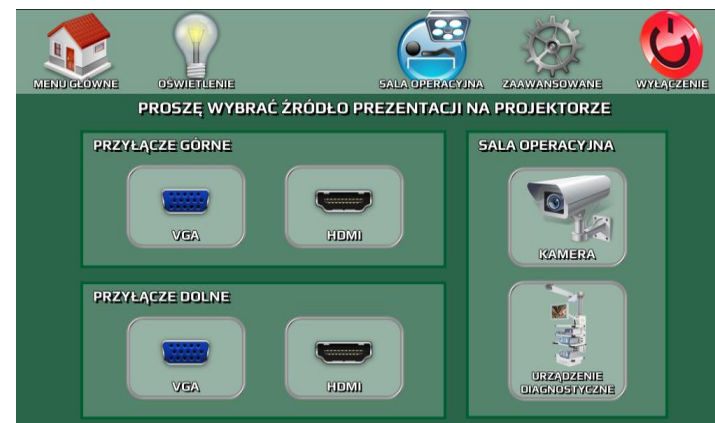 MENU GŁÓWNE
OŚWIETLENIE
SALA OPERACYJNA
ZAAWANSOWANE
WYŁĄCZENIE
PROSZĘ WYBRAĆ ŹRÓDŁO PREZENTACJI NA PROJEKTORZE
PRZYŁĄCZE GÓRNE
VGA
HDMI
PRZYŁĄCZE DOLNE
VGA
HDMI
SALA OPERACYJNA
KAMERA
URZĄDZENIE
DIAGNOSTYCZNE